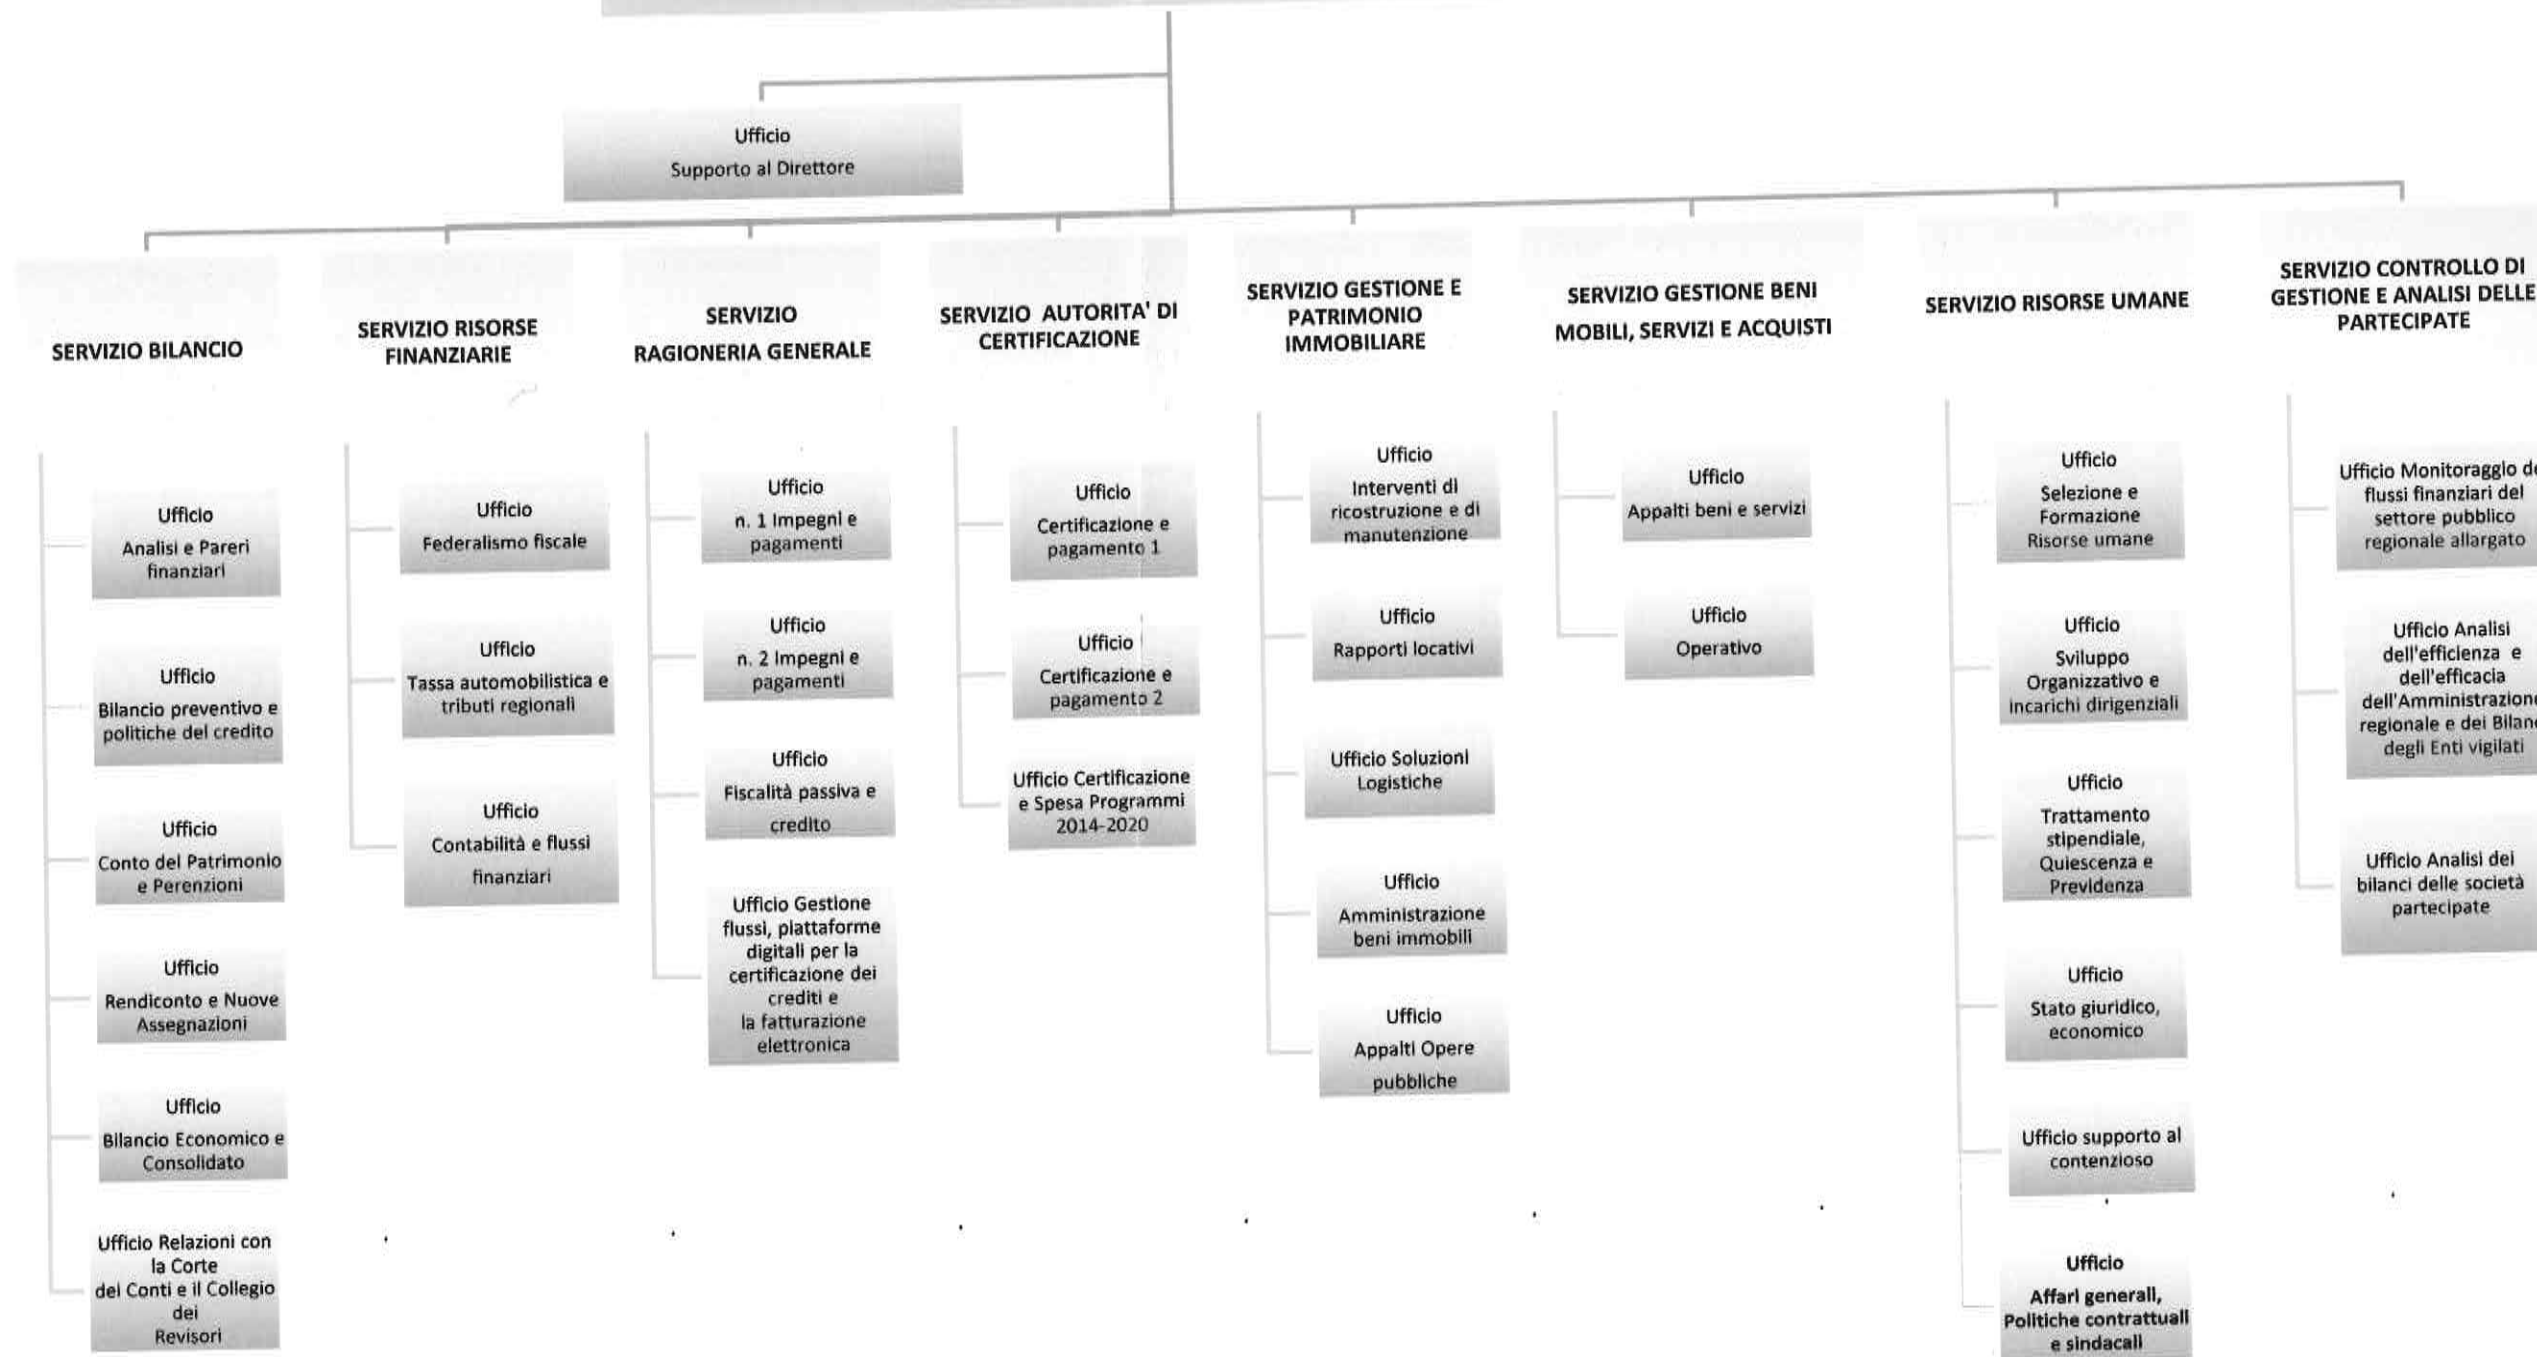 Ufficio
Supporto al Direttore
SERVIZIO BILANCIO
Ufficio
Analisi e Pareri
finanziari
Ufficio
Bilancio preventivo e
politiche del credito
Ufficio
Conto del Patrimonio
e Perenzioni
Ufficio
Rendiconto e Nuove
Assegnazioni
Ufficio
Bilancio Economico e
Consolidato
Ufficio Relazioni con
la Corte
dei Conti e il Collegio
dei
Revisori
SERVIZIO RISORSE
FINANZIARIE
Ufficio
Federalismo fiscale
Ufficio
Tassa automobilistica e
tributi regionali
Ufficio
Contabilità e flussi
finanziari
SERVIZIO
RAGIONERIA GENERALE
Ufficio
n. 1 Impegni e
pagamenti
Ufficio
n. 2 Impegni e
pagamenti
Ufficio
Fiscalità passiva e
credito
Ufficio Gestione
flussi, piattaforme
digitali per la
certificazione dei
crediti e
la fatturazione
elettronica
SERVIZIO AUTORITA' DI
CERTIFICAZIONE
Ufficio
Certificazione e
pagamento 1
Ufficio
Certificazione e
pagamento 2
Ufficio Certificazione
e Spesa Programmi
2014-2020
SERVIZIO GESTIONE E
PATRIMONIO
IMMOBILIARE
Ufficio
Interventi di
ricostruzione e di
manutenzione
Ufficio
Rapporti locativi
Ufficio Soluzioni
Logistiche
Ufficio
Amministrazione
beni immobili
Ufficio
Appalti Opere
pubbliche
SERVIZIO GESTIONE BENI
MOBILI, SERVIZI E ACQUISTI
Ufficio
Appalti beni e servizi
Ufficio
Operativo
SERVIZIO RISORSE UMANE
Ufficio
Selezione e
Formazione
Risorse umane
Ufficio
Sviluppo
Organizzativo e
incarichi dirigenziali
Ufficio
Trattamento
stipendiale,
Quiescenza e
Previdenza
Ufficio
Stato giuridico,
economico
Ufficio supporto al
contenzioso
Ufficio
Affari generali,
Politiche contrattuali
e sindacali
SERVIZIO CONTROLLO DI
GESTIONE E ANALISI DELLE
PARTECIPATE
Ufficio Monitoraggio
flussi finanziari del
settore pubblico
regionale allargato
Ufficio Analisi
dell'efficienza e
dell'efficacia
dell'Amministrazione
regionale e dei
degli Enti vigilati
Ufficio Analisi dei
bilanci delle società
partecipate